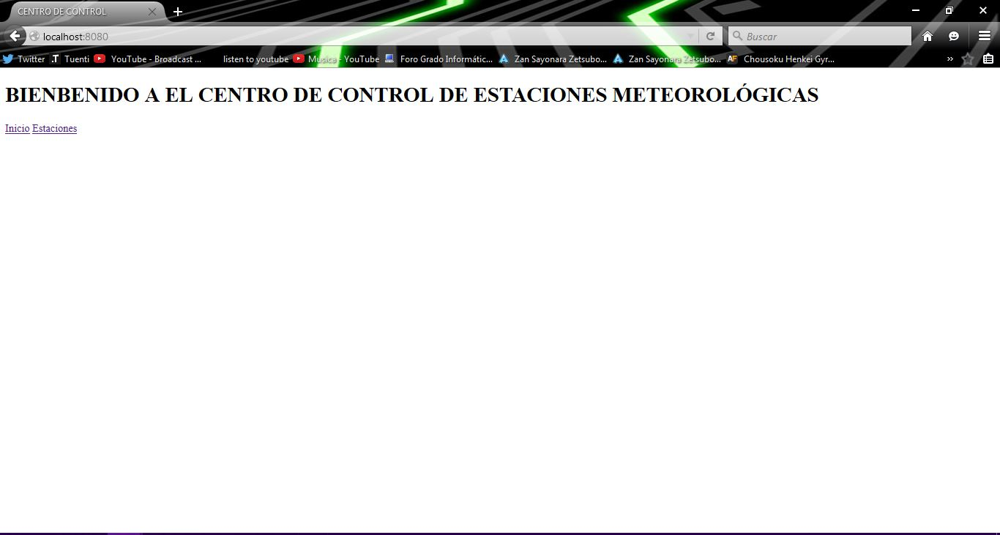 CENTRO DE CONTROL
localhost:8080
Buscar
Twitter .T Tuenti YouTube - Broadcast ... listen to youtube Musica - YouTube Foro Grado Informátic... Zan Sayonara Zetsubo... Zan Sayonara Zetsubo... AF Chousoku Henkei Gyr... »
BIENBENIDO A EL CENTRO DE CONTROL DE ESTACIONES METEOROLÓGICAS
Inicio Estaciones